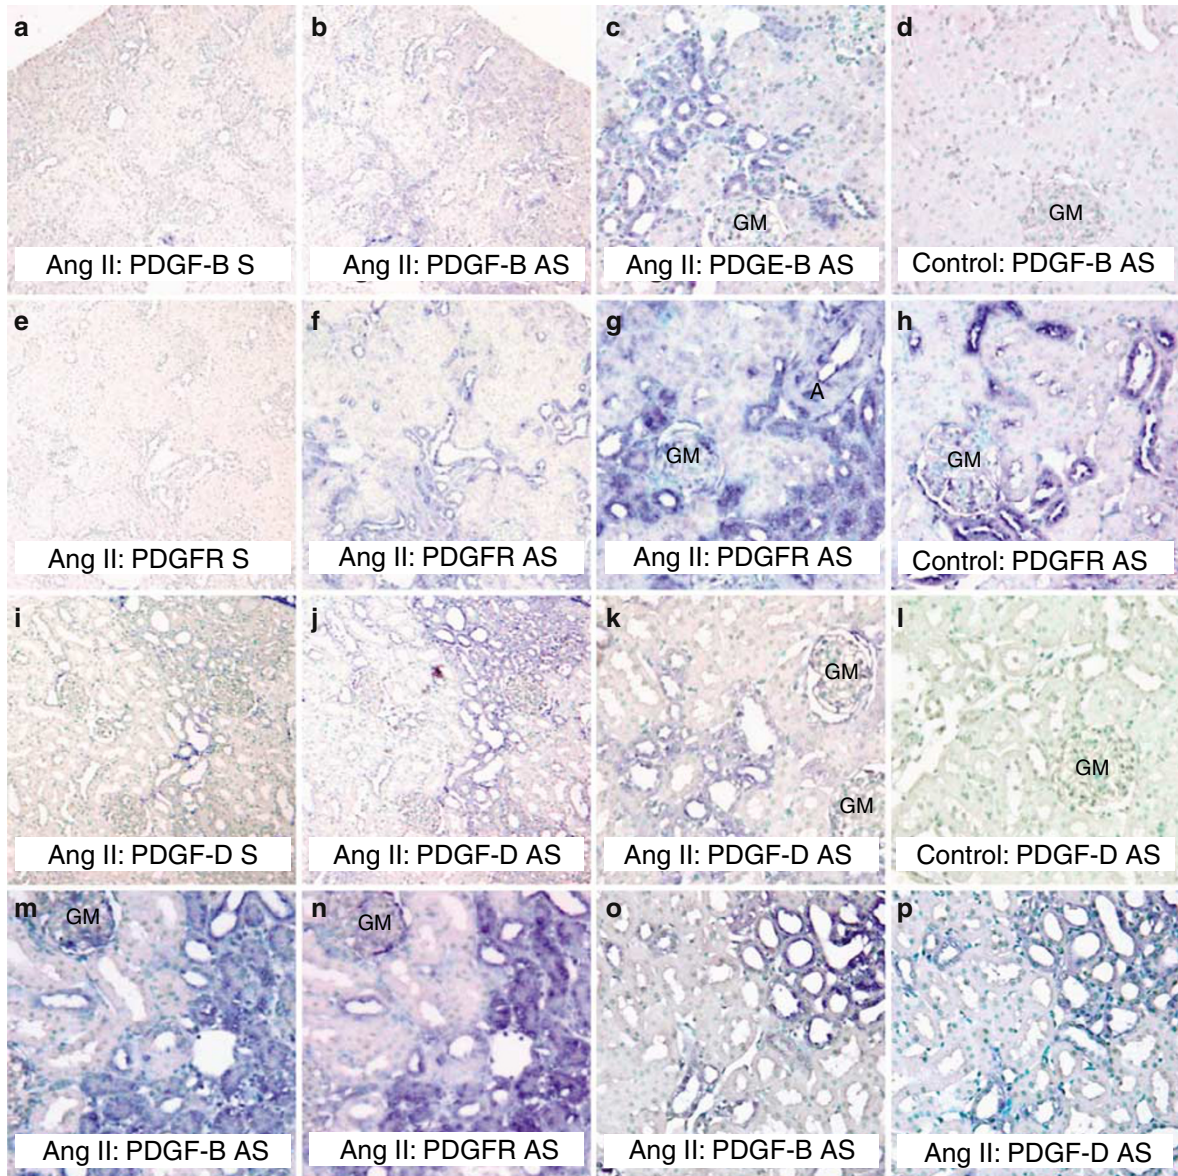 a
b
c
d
GM
GM
Ang II: PDGF-B S
Ang II: PDGF-B AS
Ang II: PDGE-B AS
Control: PDGF-B AS
e
f
g
h
A
GM
GM
Ang II: PDGFR S
Ang II: PDGFR AS
Ang II: PDGFR AS
Control: PDGFR AS
i
j
k
l
GM
GM
GM
Ang II: PDGF-D S
Ang II: PDGF-D AS
Ang II: PDGF-D AS
Control: PDGF-D AS
m
n
o
p
GM
GM
Ang II: PDGF-B AS
Ang II: PDGFR AS
Ang II: PDGF-B AS
Ang II: PDGF-D AS